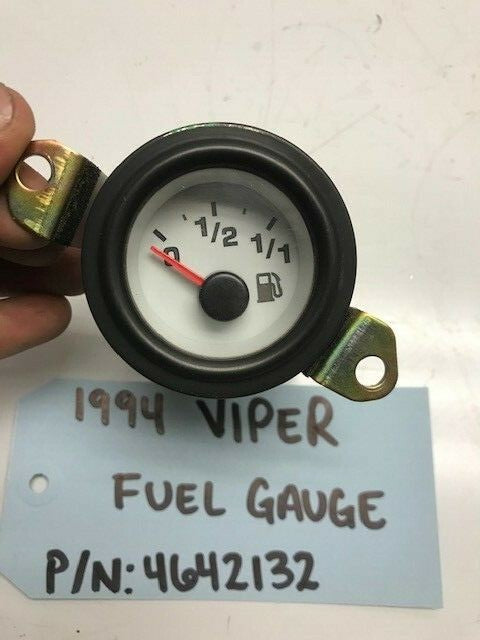 0 1/2 1/1
1994 VIPER
FUEL GAUGE
P/N: 4642132